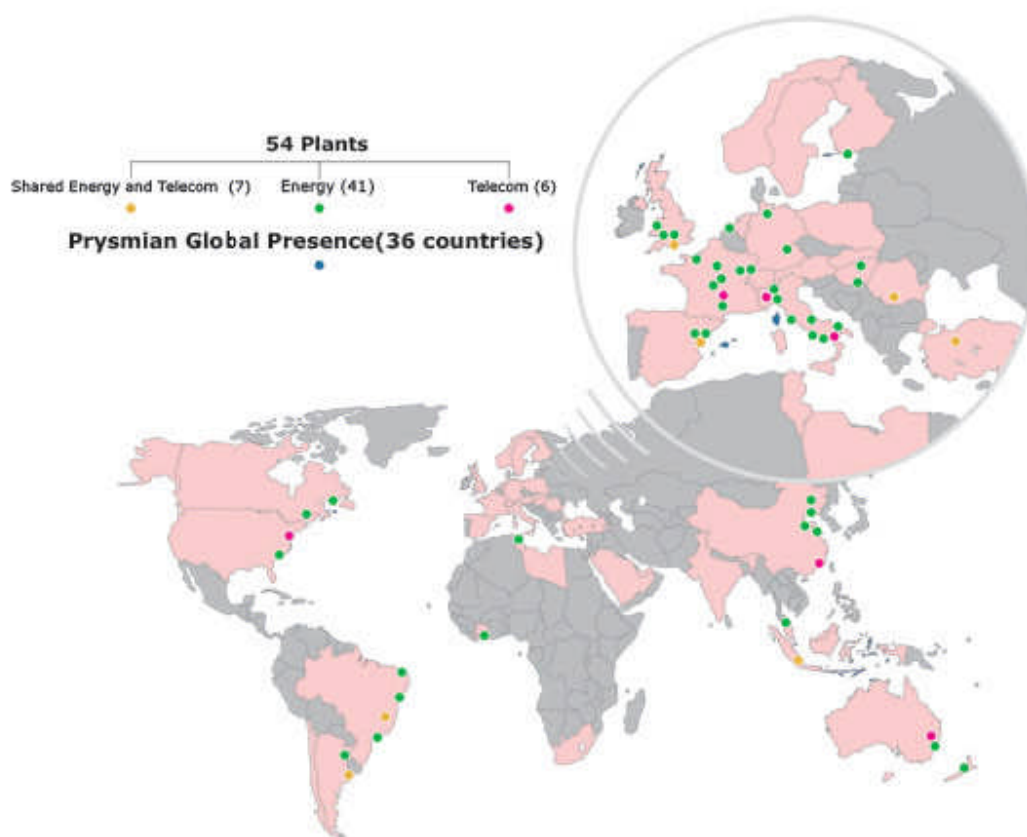 54 Plants
Shared Energy and Telecom (7) Energy (41) Telecom (6)
Prysmian Global Presence(36 countries)